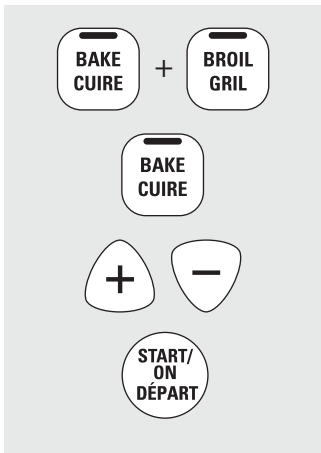 BAKE
CUIRE
+
BROIL
GRIL
BAKE
CUIRE
+ −
START/
ON
DÉPART